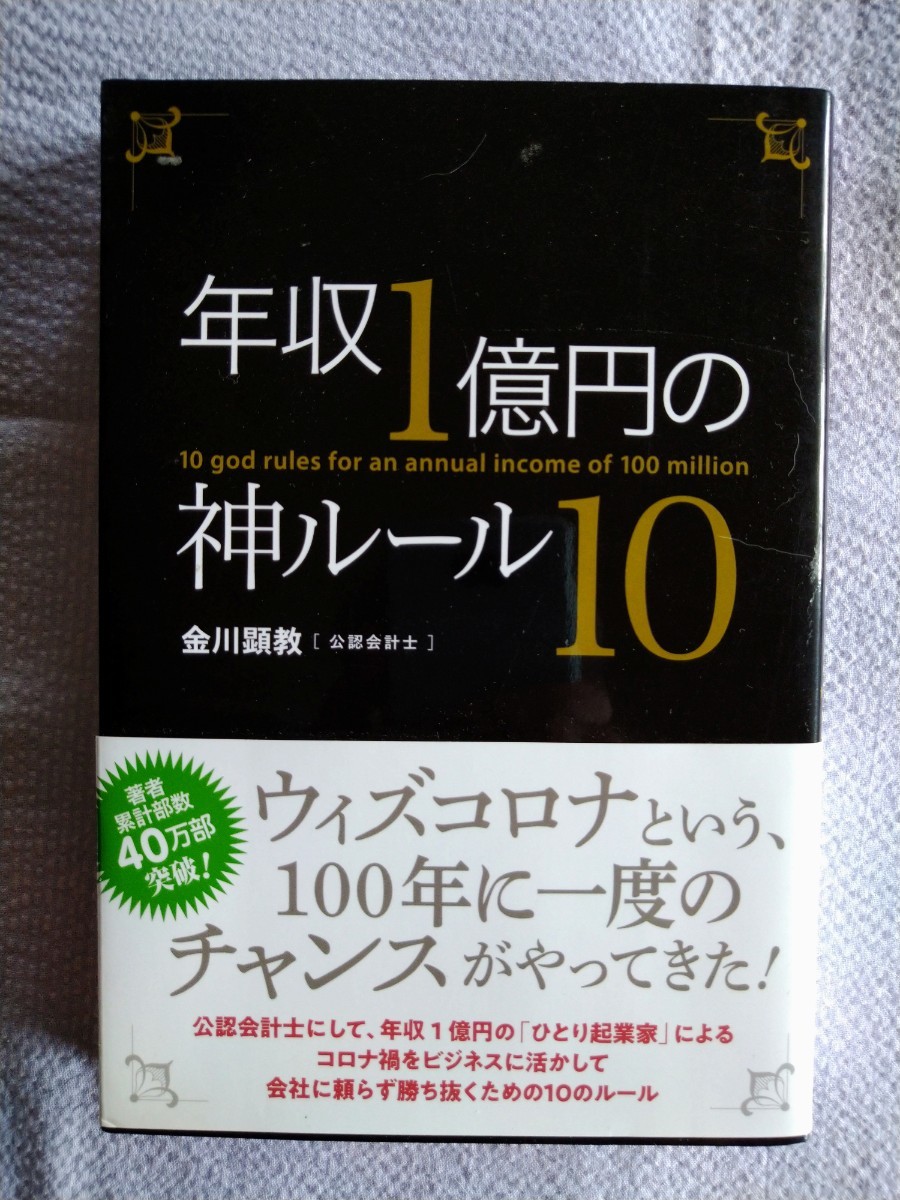 年収1億円の
10 god rules for an annual income of 100 million
神ルール10
金川顕教[公認会計士]
著者
累計部数
40万部
突破!
ウィズコロナという、
100年に一度の
チャンスがやってきた!
公認会計士にして、年収1億円の「ひとり起業家」による
コロナ禍をビジネスに活かして
会社に頼らず勝ち抜くための10のルール